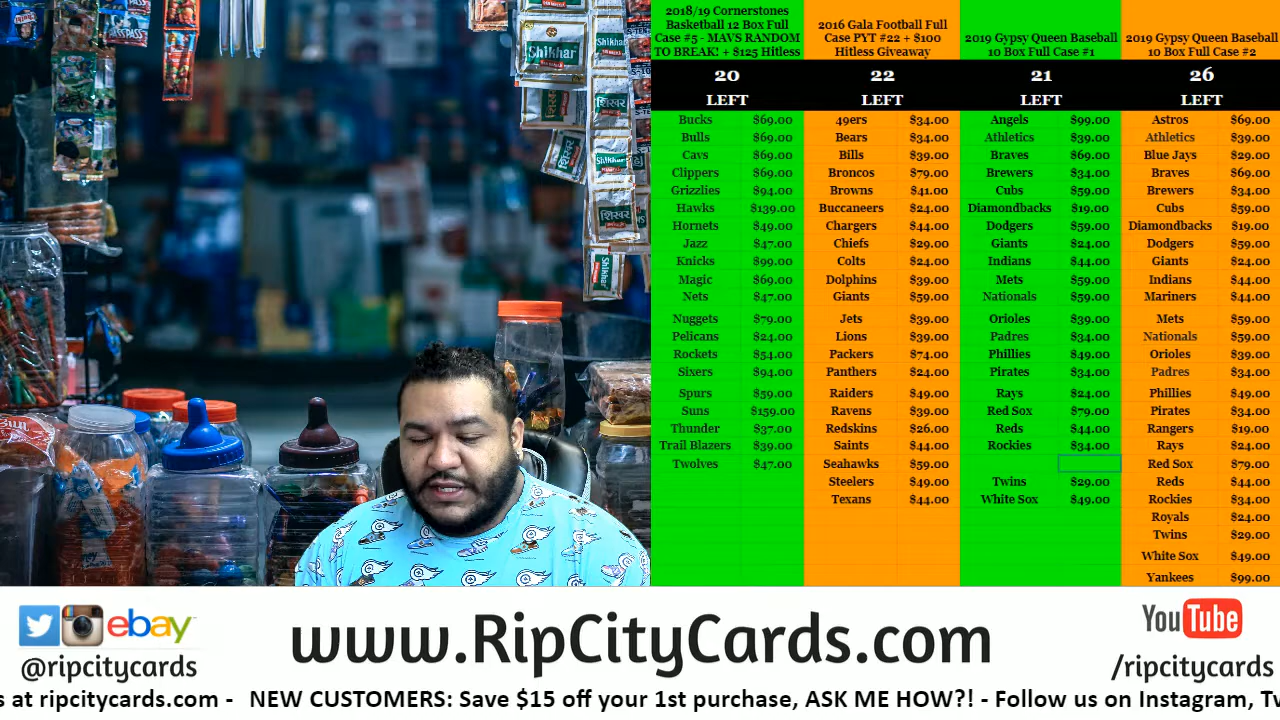 Shikhar
Shikhar
शिखर
शिखर
Shikhar
शिखर
Shikhar
2018/19 Cornerstones
Basketball 12 Box Full
Case #5 - MAVS RANDOM
TO BREAK! + $125 Hitless
20
LEFT
Bucks $69.00
Bulls $69.00
Cavs $69.00
Clippers $69.00
Grizzlies $94.00
Hawks $139.00
Hornets $49.00
Jazz $47.00
Knicks $99.00
Magic $69.00
Nets $47.00
Nuggets $79.00
Pelicans $24.00
Rockets $54.00
Sixers $94.00
Spurs $59.00
Suns $159.00
Thunder $37.00
Trail Blazers $39.00
Twolves $47.00
2016 Gala Football Full
Case PYT #22 + $100
Hitless Giveaway
22
LEFT
49ers $34.00
Bears $34.00
Bills $39.00
Broncos $79.00
Browns $41.00
Buccaneers $24.00
Chargers $44.00
Chiefs $29.00
Colts $24.00
Dolphins $39.00
Giants $59.00
Jets $39.00
Lions $39.00
Packers $74.00
Panthers $24.00
Raiders $49.00
Ravens $39.00
Redskins $26.00
Saints $44.00
Seahawks $59.00
Steelers $49.00
Texans $44.00
2019 Gypsy Queen Baseball
10 Box Full Case #1
21
LEFT
Angels $99.00
Athletics $39.00
Braves $69.00
Brewers $34.00
Cubs $59.00
Diamondbacks $19.00
Dodgers $59.00
Giants $24.00
Indians $44.00
Mets $59.00
Nationals $59.00
Orioles $39.00
Padres $34.00
Phillies $49.00
Pirates $34.00
Rays $24.00
Red Sox $79.00
Reds $44.00
Rockies $34.00
Twins $29.00
White Sox $49.00
2019 Gypsy Queen Baseball
10 Box Full Case #2
26
LEFT
Astros $69.00
Athletics $39.00
Blue Jays $29.00
Braves $69.00
Brewers $34.00
Cubs $59.00
Diamondbacks $19.00
Dodgers $59.00
Giants $24.00
Indians $44.00
Mariners $44.00
Mets $59.00
Nationals $59.00
Orioles $39.00
Padres $34.00
Phillies $49.00
Pirates $34.00
Rangers $19.00
Rays $24.00
Red Sox $79.00
Reds $44.00
Rockies $34.00
Royals $24.00
Twins $29.00
White Sox $49.00
Yankees $99.00
ebay
@ripcitycards
www.RipCityCards.com
YouTube
/ripcitycards
s at ripcitycards.com - NEW CUSTOMERS: Save $15 off your 1st purchase, ASK ME HOW?! - Follow us on Instagram, Tw